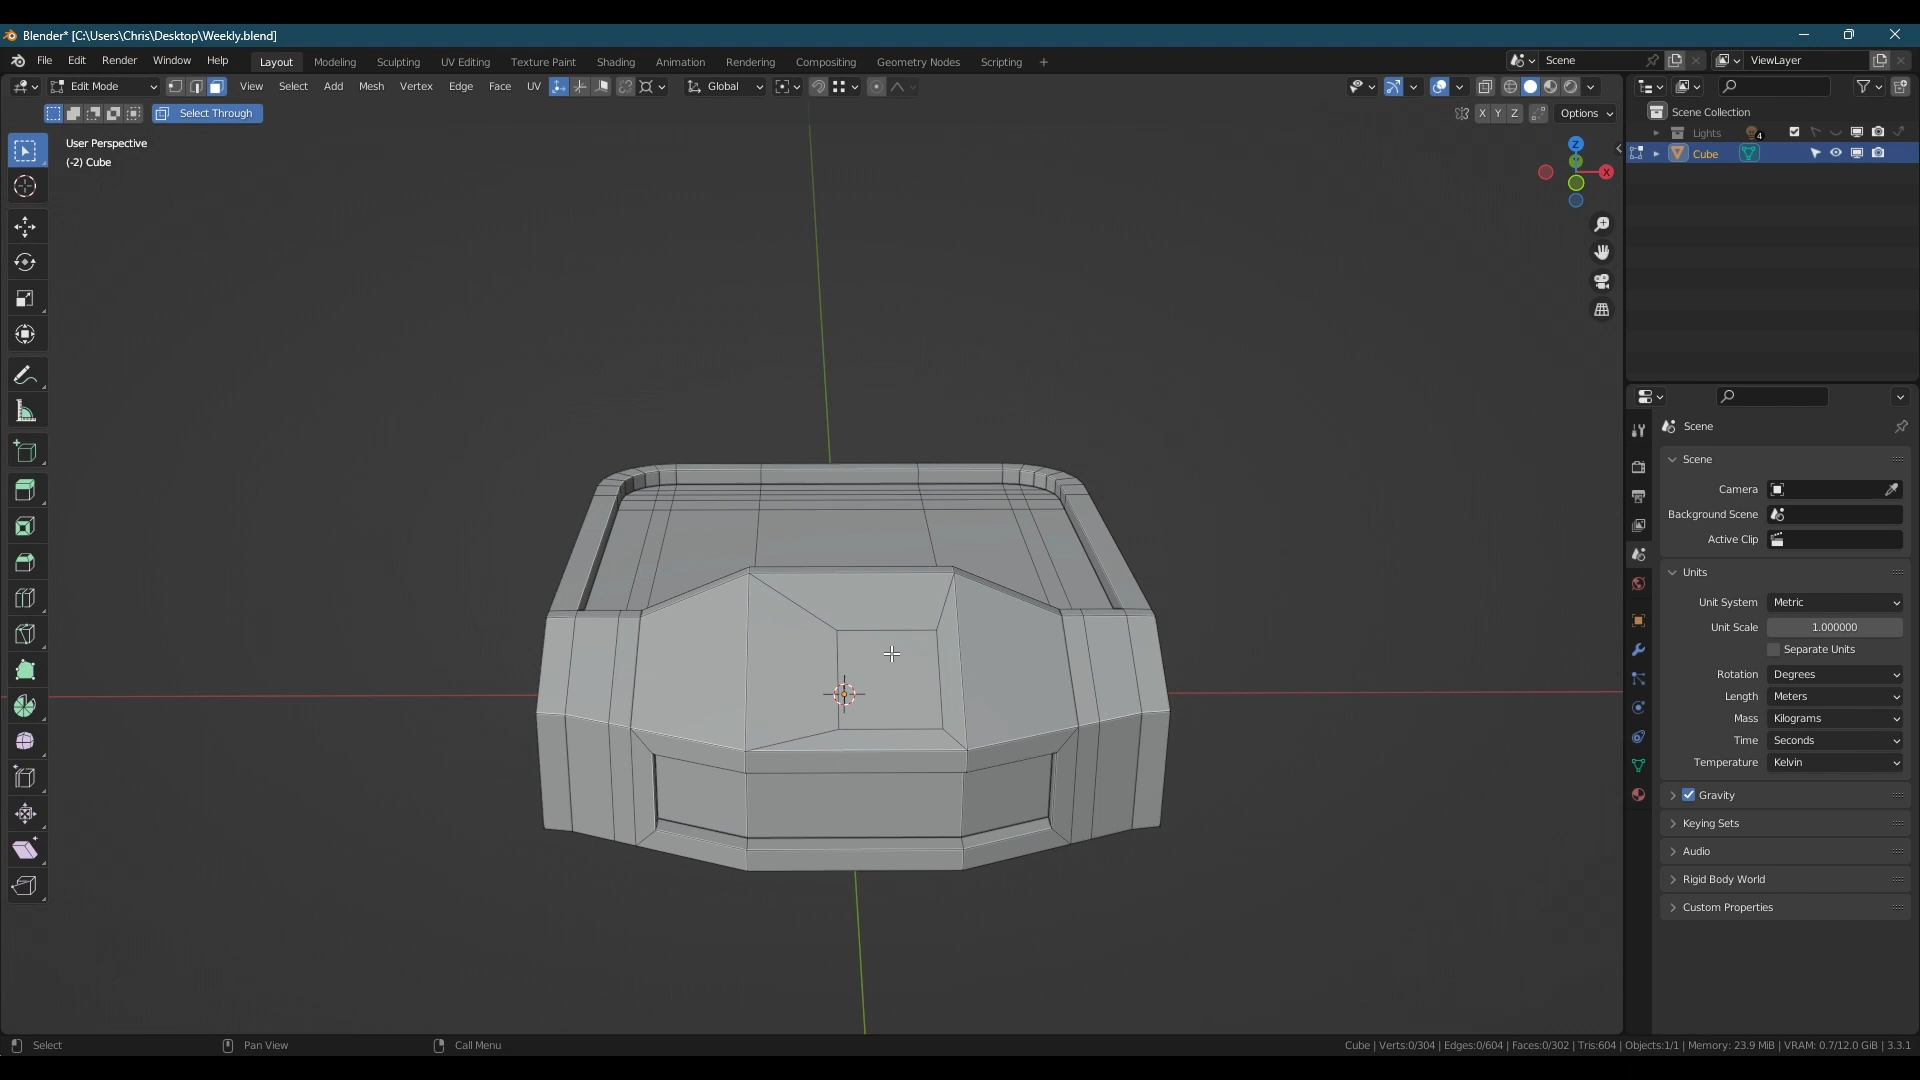 Blender* [C:\Users\Chris\Desktop\Weekly.blend]
File Edit Render Window Help Layout Modeling Sculpting UV Editing Texture Paint Shading Animation Rendering Compositing Geometry Nodes Scripting + Scene ViewLayer
Edit Mode View Select Add Mesh Vertex Edge Face UV Global
Select Through X Y Z Options
Scene Collection
Lights 4
Cube
User Perspective
(-2) Cube
Z
X
Scene
Scene
Camera
Background Scene
Active Clip
Units
Unit System Metric
Unit Scale 1.000000
Separate Units
Rotation Degrees
Length Meters
Mass Kilograms
Time Seconds
Temperature Kelvin
Gravity
Keying Sets
Audio
Rigid Body World
Custom Properties
Select Pan View Call Menu Cube | Verts:0/304 | Edges:0/604 | Faces:0/302 | Tris:604 | Objects:1/1 | Memory: 23.9 MiB | VRAM: 0.7/12.0 GiB | 3.3.1